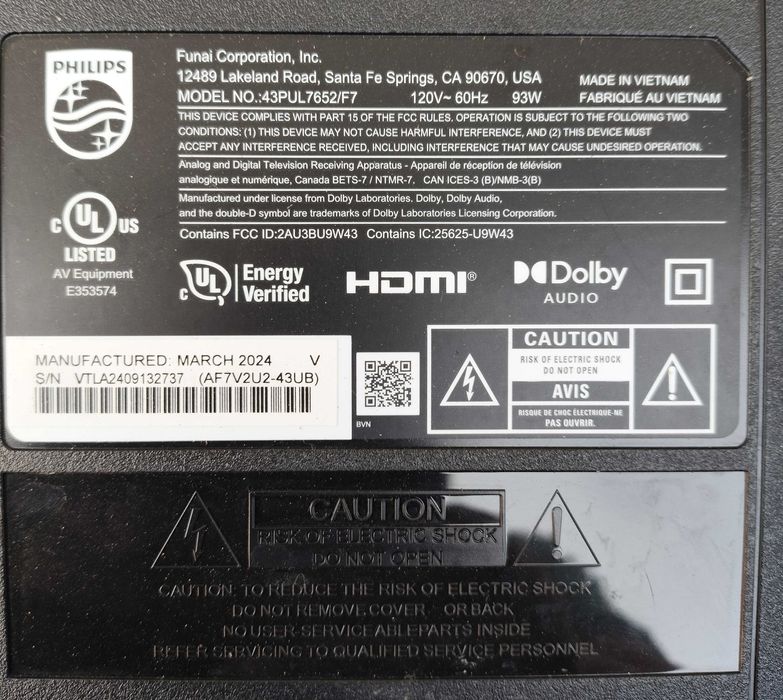 PHILIPS
Funai Corporation, Inc.
12489 Lakeland Road, Santa Fe Springs, CA 90670, USA
MODEL NO.:43PUL7652/F7 120V~ 60Hz 93W
MADE IN VIETNAM
FABRIQUÉ AU VIETNAM
THIS DEVICE COMPLIES WITH PART 15 OF THE FCC RULES. OPERATION IS SUBJECT TO THE FOLLOWING TWO
CONDITIONS: (1) THIS DEVICE MAY NOT CAUSE HARMFUL INTERFERENCE, AND (2) THIS DEVICE MUST
ACCEPT ANY INTERFERENCE RECEIVED, INCLUDING INTERFERENCE THAT MAY CAUSE UNDESIRED OPERATION.
Analog and Digital Television Receiving Apparatus - Appareil de réception de télévision
analogique et numérique, Canada BETS-7 / NTMR-7. CAN ICES-3 (B)/NMB-3(B)
Manufactured under license from Dolby Laboratories. Dolby, Dolby Audio,
and the double-D symbol are trademarks of Dolby Laboratories Licensing Corporation.
Contains FCC ID:2AU3BU9W43 Contains IC:25625-U9W43
c UL US
LISTED
AV Equipment
E353574
c UL Energy
Verified
HDMI®
Dolby
AUDIO
MANUFACTURED: MARCH 2024 V
S/N VTLA2409132737 (AF7V2U2-43UB)
BVN
CAUTION
RISK OF ELECTRIC SHOCK
DO NOT OPEN
AVIS
RISQUE DE CHOC ÉLECTRIQUE-NE
PAS OUVRIR.
CAUTION
RISK OF ELECTRIC SHOCK
DO NOT OPEN
CAUTION: TO REDUCE THE RISK OF ELECTRIC SHOCK
DO NOT REMOVE COVER OR BACK
NO USER-SERVICEABLEPARTS INSIDE
REFER SERVICING TO QUALIFIED SERVICE PERSONNEL